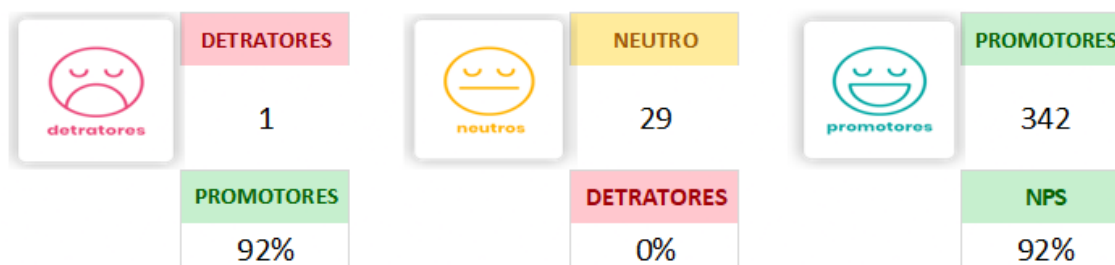 DETRATORES
NEUTRO
PROMOTORES
detratores
1
neutros
29
promotores
342
PROMOTORES
DETRATORES
NPS
92%
0%
92%